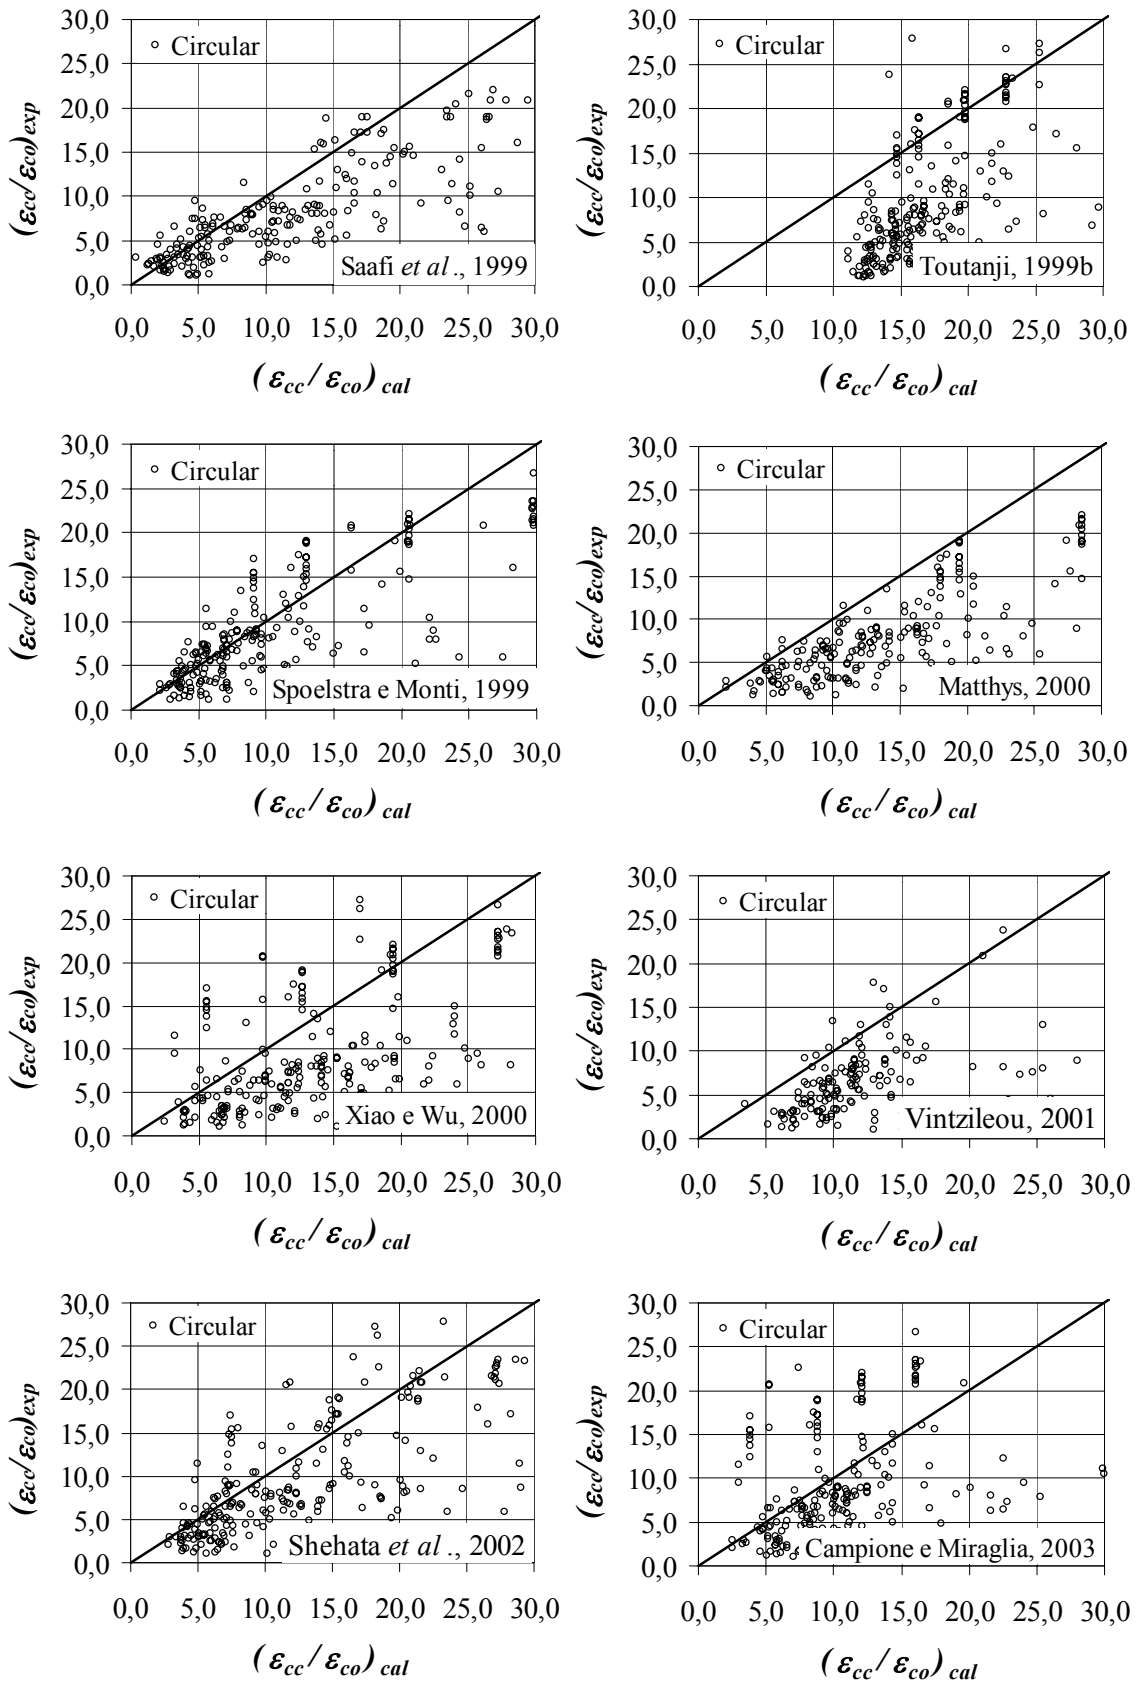 30,0
25,0
20,0
15,0
10,0
5,0
0,0
(εcc/εco)exp
Circular
Saafi et al., 1999
0,0 5,0 10,0 15,0 20,0 25,0 30,0
(εcc/εco)cal
30,0
25,0
20,0
15,0
10,0
5,0
0,0
(εcc/εco)exp
Circular
Toutanji, 1999b
0,0 5,0 10,0 15,0 20,0 25,0 30,0
(εcc/εco)cal
30,0
25,0
20,0
15,0
10,0
5,0
0,0
(εcc/εco)exp
Circular
Spoelstra e Monti, 1999
0,0 5,0 10,0 15,0 20,0 25,0 30,0
(εcc/εco)cal
30,0
25,0
20,0
15,0
10,0
5,0
0,0
(εcc/εco)exp
Circular
Matthys, 2000
0,0 5,0 10,0 15,0 20,0 25,0 30,0
(εcc/εco)cal
30,0
25,0
20,0
15,0
10,0
5,0
0,0
(εcc/εco)exp
Circular
Xiao e Wu, 2000
0,0 5,0 10,0 15,0 20,0 25,0 30,0
(εcc/εco)cal
30,0
25,0
20,0
15,0
10,0
5,0
0,0
(εcc/εco)exp
Circular
Vintzileou, 2001
0,0 5,0 10,0 15,0 20,0 25,0 30,0
(εcc/εco)cal
30,0
25,0
20,0
15,0
10,0
5,0
0,0
(εcc/εco)exp
Circular
Shehata et al., 2002
0,0 5,0 10,0 15,0 20,0 25,0 30,0
(εcc/εco)cal
30,0
25,0
20,0
15,0
10,0
5,0
0,0
(εcc/εco)exp
Circular
Campione e Miraglia, 2003
0,0 5,0 10,0 15,0 20,0 25,0 30,0
(εcc/εco)cal